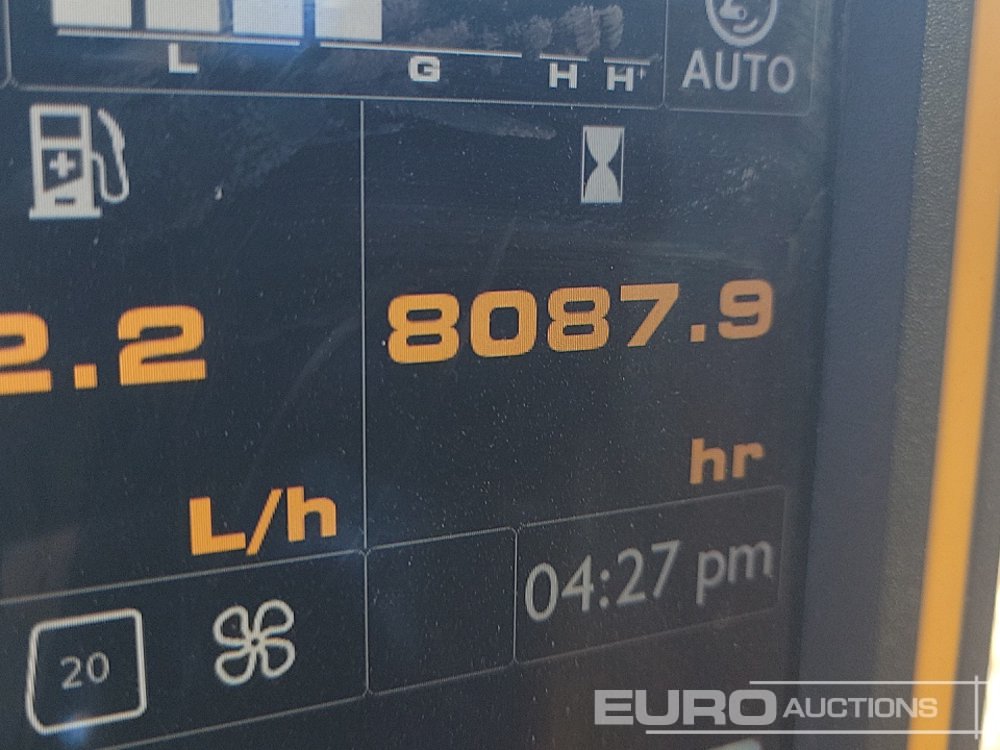 L G H H+
AUTO
2.2
8087.9
L/h
hr
20
04:27 pm
EURO AUCTIONS